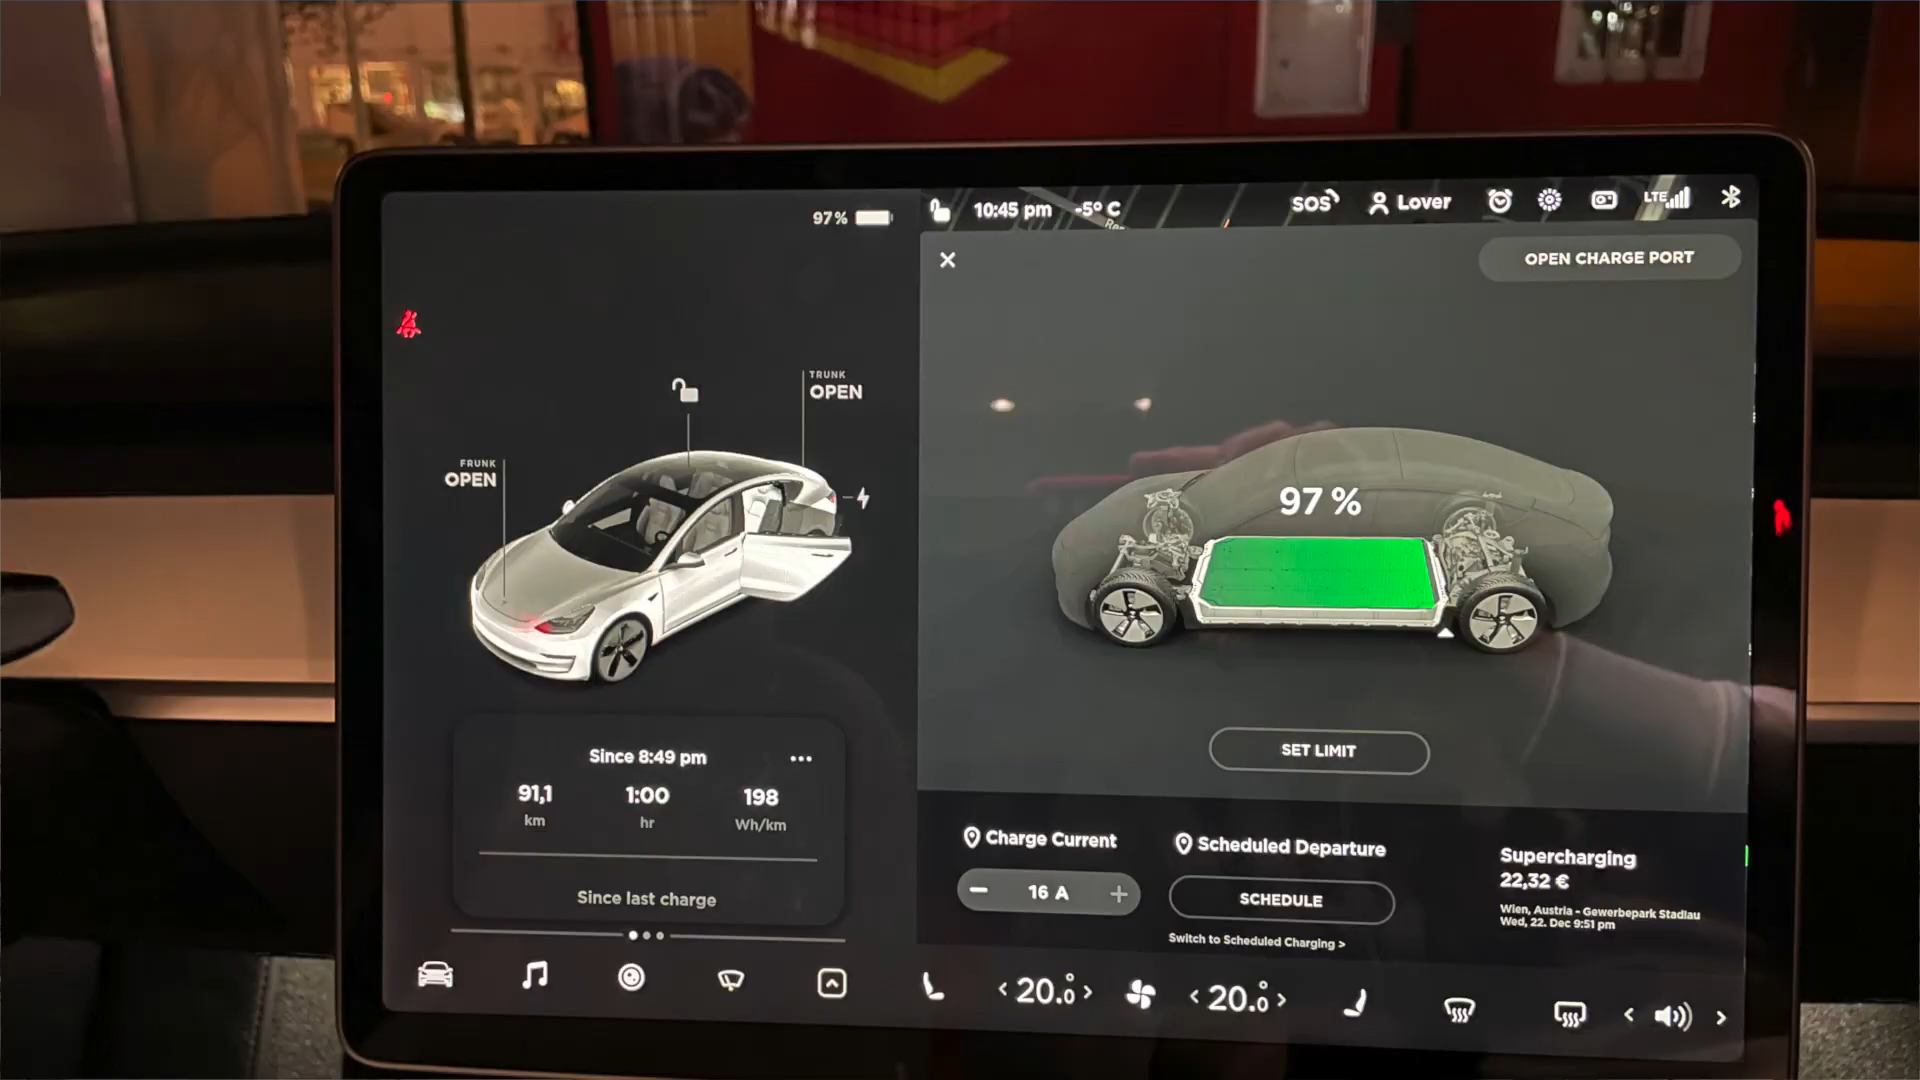 97%
10:45 pm -5° C
SOS
Lover
LTE
OPEN CHARGE PORT
TRUNK
OPEN
FRUNK
OPEN
97 %
SET LIMIT
Since 8:49 pm
91,1 1:00 198
km hr Wh/km
Since last charge
Charge Current
16 A
Scheduled Departure
SCHEDULE
Switch to Scheduled Charging >
Supercharging
22,32 €
Wien, Austria - Gewerbepark Stadlau
Wed, 22. Dec 9:51 pm
< 20.0 >
< 20.0 >